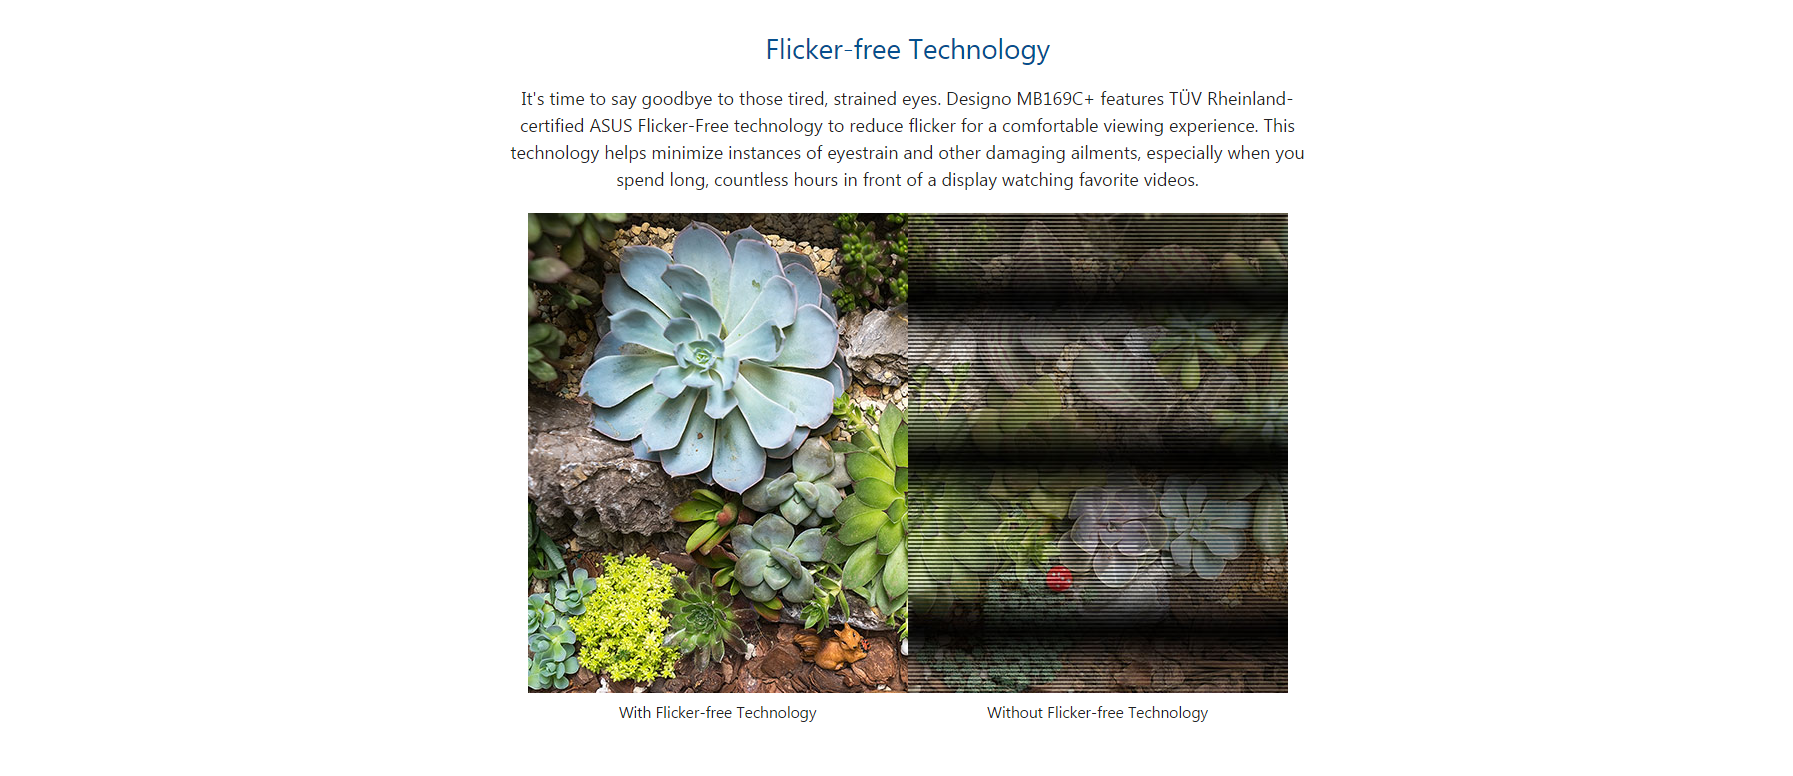 Flicker-free Technology
It's time to say goodbye to those tired, strained eyes. Designo MB169C+ features TÜV Rheinland-
certified ASUS Flicker-Free technology to reduce flicker for a comfortable viewing experience. This
technology helps minimize instances of eyestrain and other damaging ailments, especially when you
spend long, countless hours in front of a display watching favorite videos.
With Flicker-free Technology
Without Flicker-free Technology